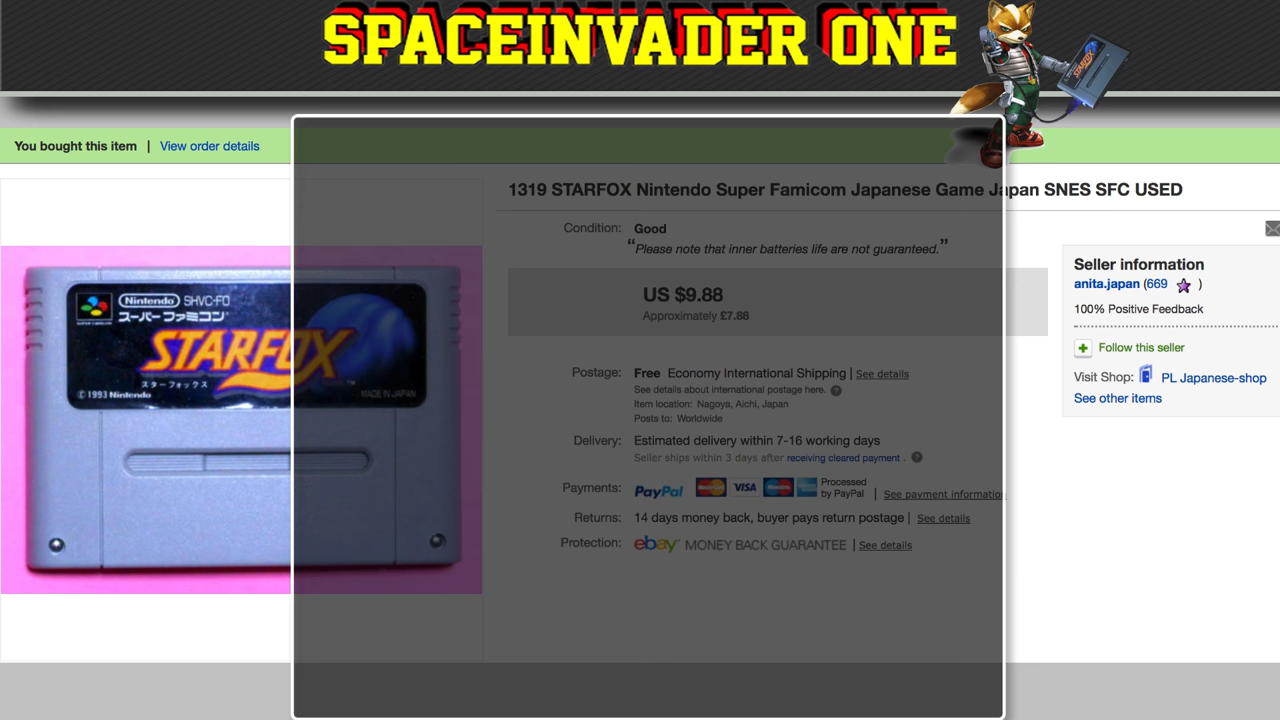 SPACEINVADER ONE
STARFOX
You bought this item | View order details
1319 STARFOX Nintendo Super Famicom Japanese Game Japan SNES SFC USED
Condition: Good
“Please note that inner batteries life are not guaranteed.”
US $9.88
Approximately £7.88
Postage: Free Economy International Shipping | See details
See details about international postage here. ?
Item location: Nagoya, Aichi, Japan
Posts to: Worldwide
Delivery: Estimated delivery within 7-16 working days
Seller ships within 3 days after receiving cleared payment . ?
Payments: PayPal MasterCard VISA Maestro Processed
by PayPal | See payment information
Returns: 14 days money back, buyer pays return postage | See details
Protection: ebay MONEY BACK GUARANTEE | See details
Seller information
anita.japan (669 )
100% Positive Feedback
+ Follow this seller
Visit Shop: PL Japanese-shop
See other items
Nintendo SHVC-FO
スーパーファミコン
STARFOX
スターフォックス
TM
© 1993 Nintendo
MADE IN JAPAN